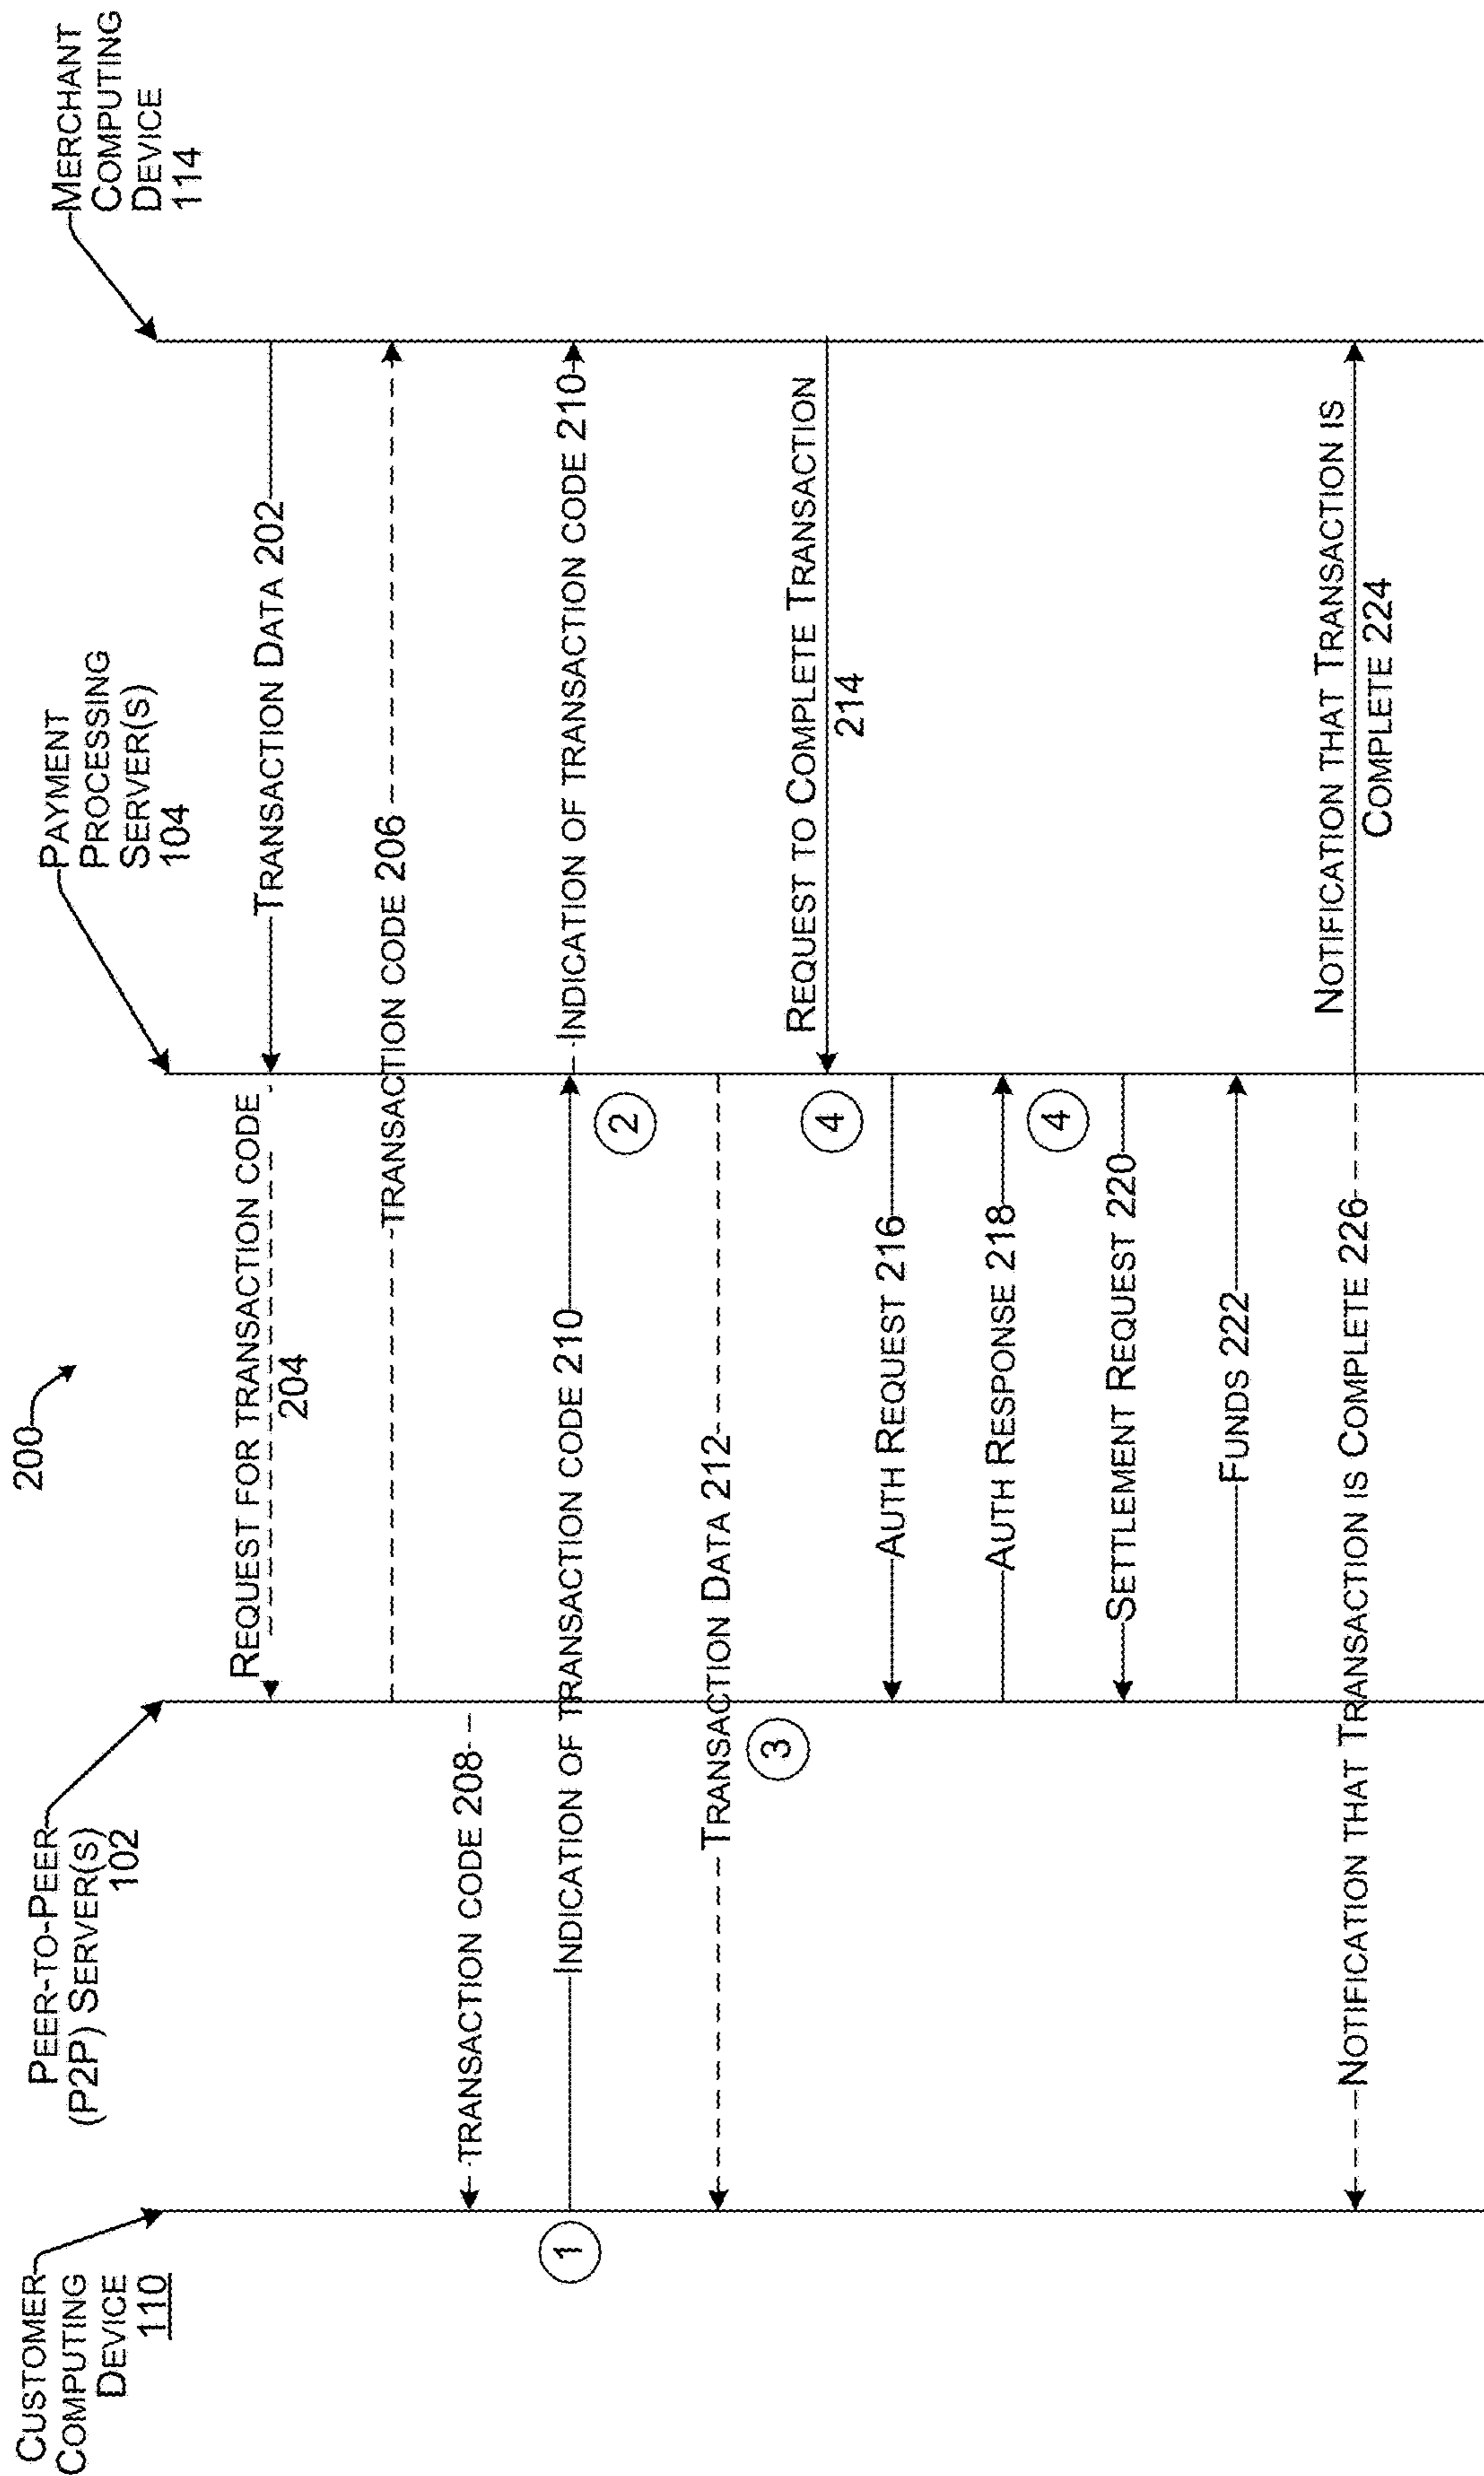 200
CUSTOMER
COMPUTING
DEVICE
110
PEER-TO-PEER
(P2P) SERVER(S)
102
PAYMENT
PROCESSING
SERVER(S)
104
MERCHANT
COMPUTING
DEVICE
114
TRANSACTION DATA 202
REQUEST FOR TRANSACTION CODE
204
TRANSACTION CODE 206
TRANSACTION CODE 208
1
INDICATION OF TRANSACTION CODE 210
INDICATION OF TRANSACTION CODE 210
2
TRANSACTION DATA 212
3
REQUEST TO COMPLETE TRANSACTION
214
4
AUTH REQUEST 216
AUTH RESPONSE 218
4
SETTLEMENT REQUEST 220
FUNDS 222
NOTIFICATION THAT TRANSACTION IS
COMPLETE 224
NOTIFICATION THAT TRANSACTION IS COMPLETE 226